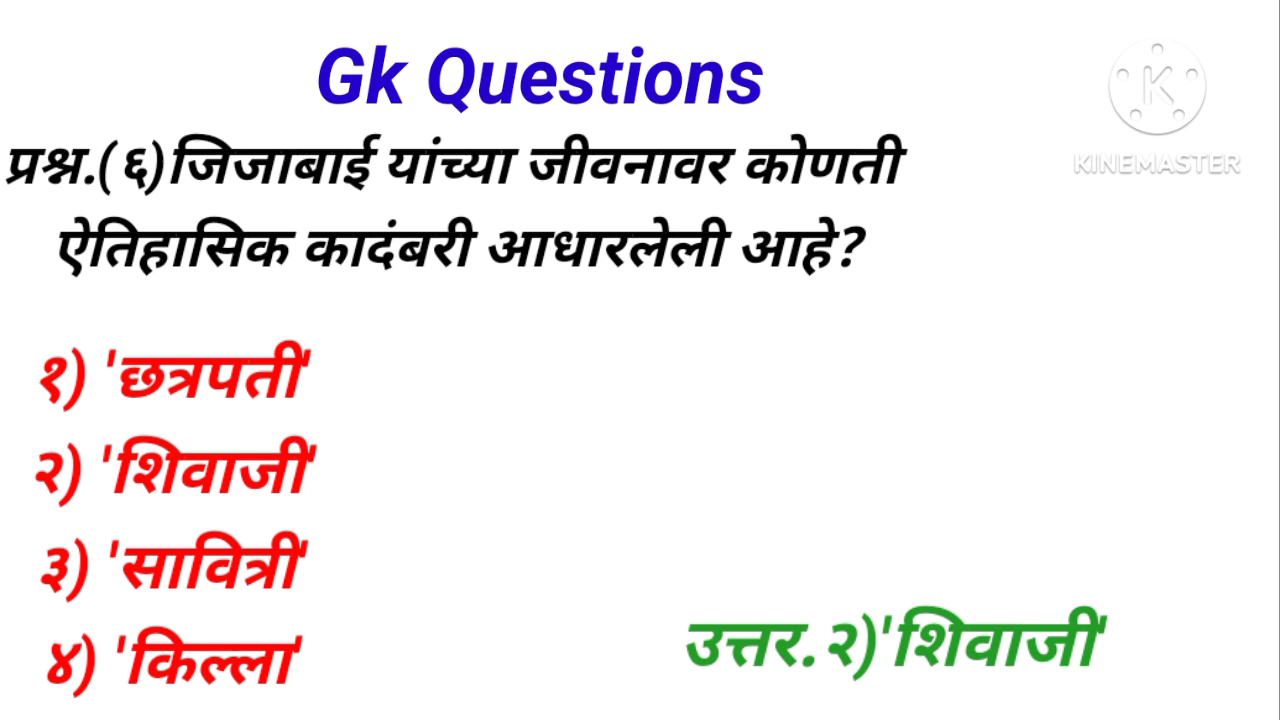 Gk Questions
KINEMASTER
प्रश्न.(६)जिजाबाई यांच्या जीवनावर कोणती
ऐतिहासिक कादंबरी आधारलेली आहे?
१) 'छत्रपती'
२) 'शिवाजी'
३) 'सावित्री'
४) 'किल्ला'
उत्तर.२)'शिवाजी'